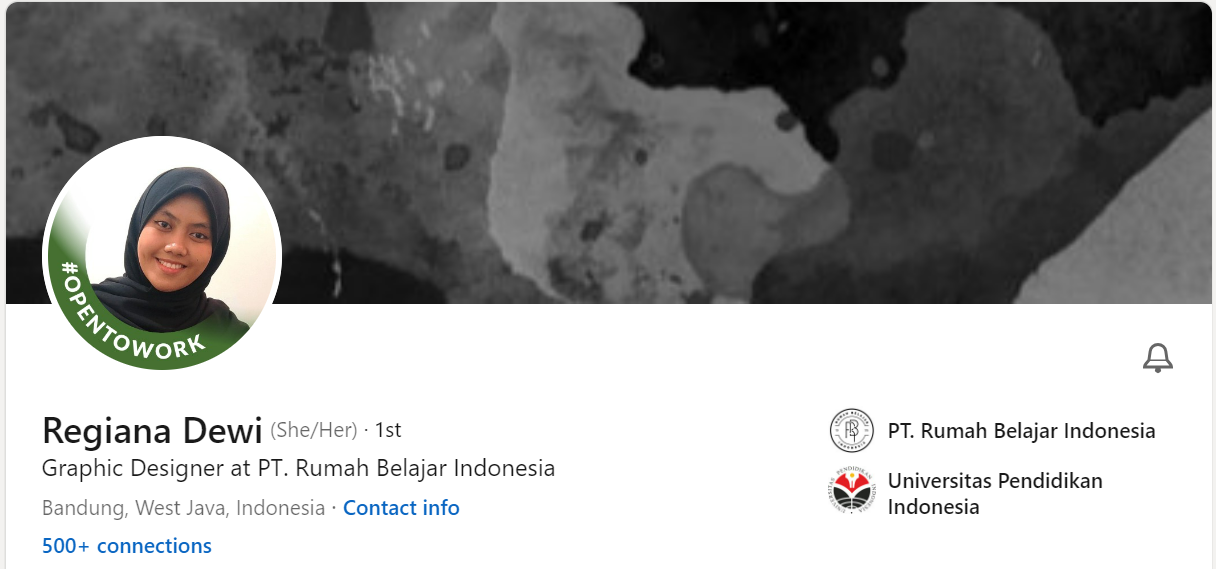 #OPENTOWORK
Regiana Dewi (She/Her) · 1st
Graphic Designer at PT. Rumah Belajar Indonesia
Bandung, West Java, Indonesia · Contact info
500+ connections
PT. Rumah Belajar Indonesia
Universitas Pendidikan
Indonesia